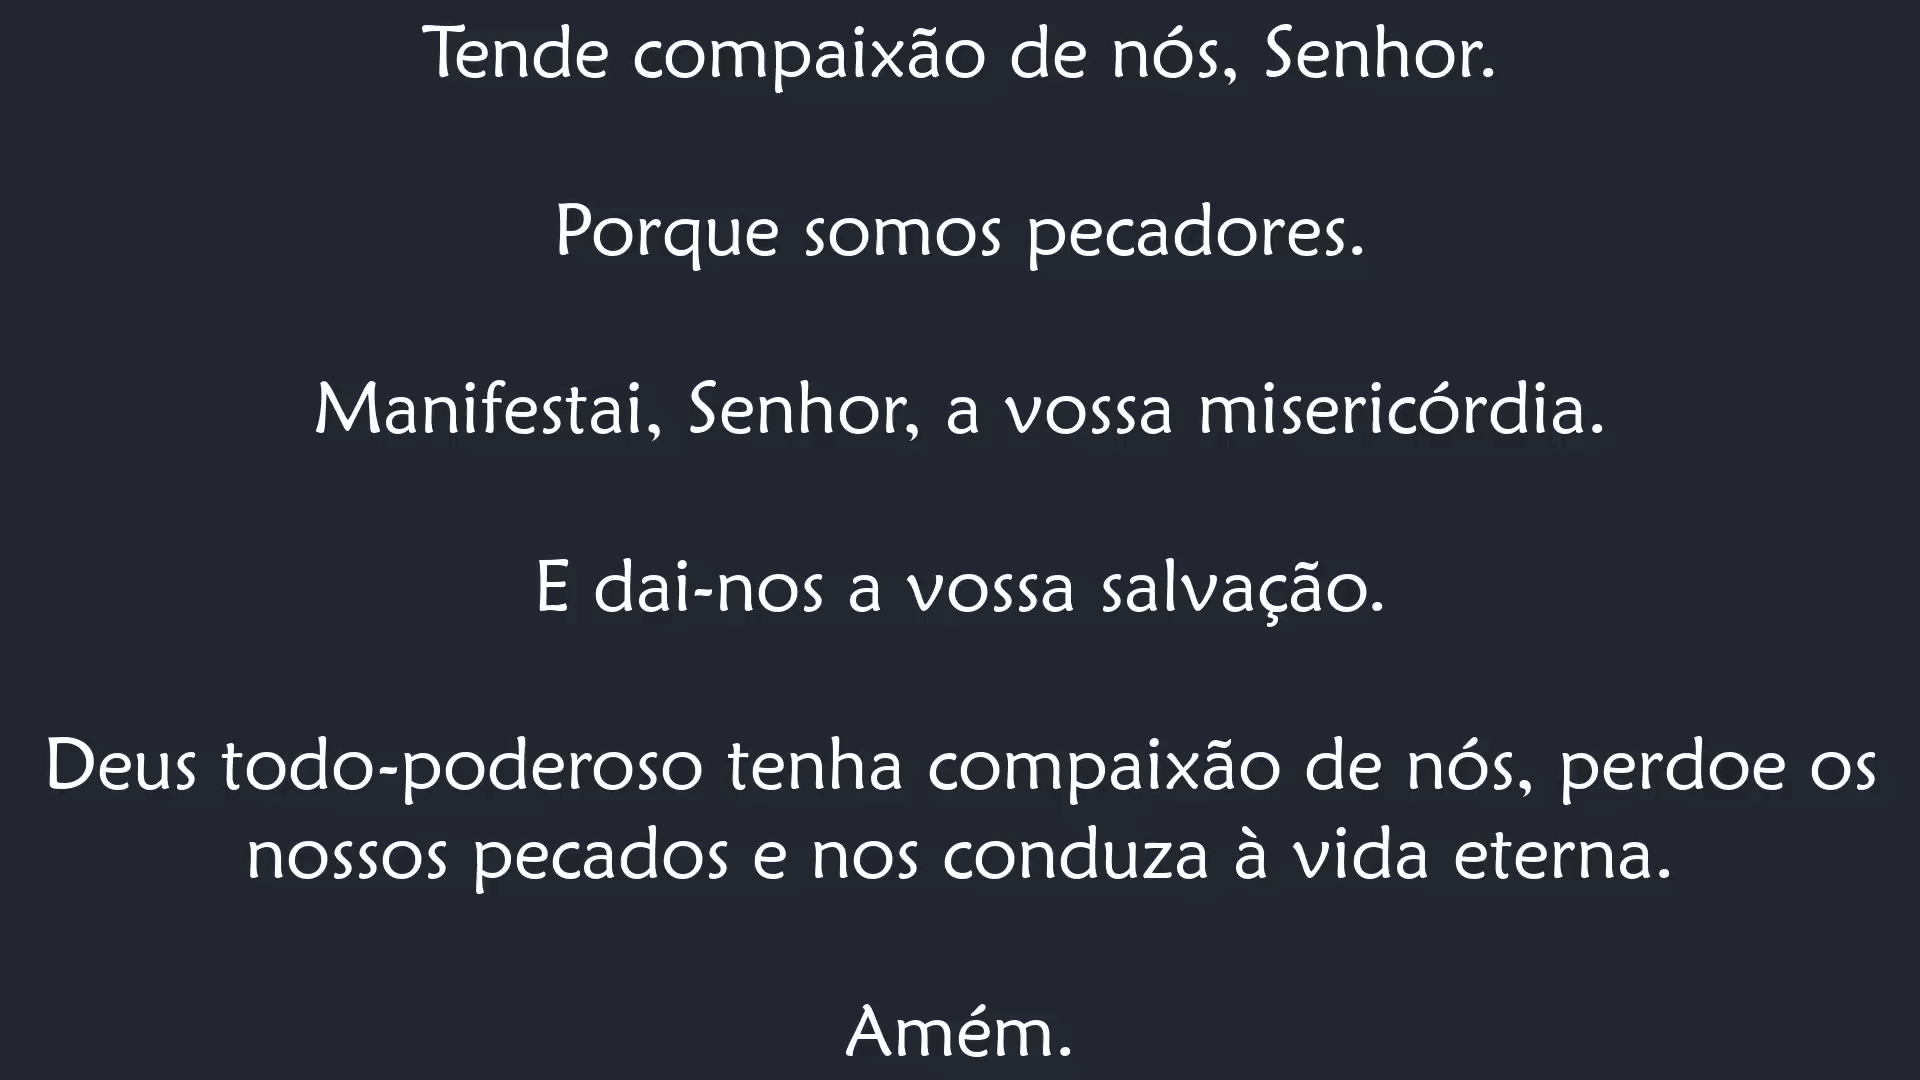 Tende compaixão de nós, Senhor.
Porque somos pecadores.
Manifestai, Senhor, a vossa misericórdia.
E dai-nos a vossa salvação.
Deus todo-poderoso tenha compaixão de nós, perdoe os
nossos pecados e nos conduza à vida eterna.
Amém.